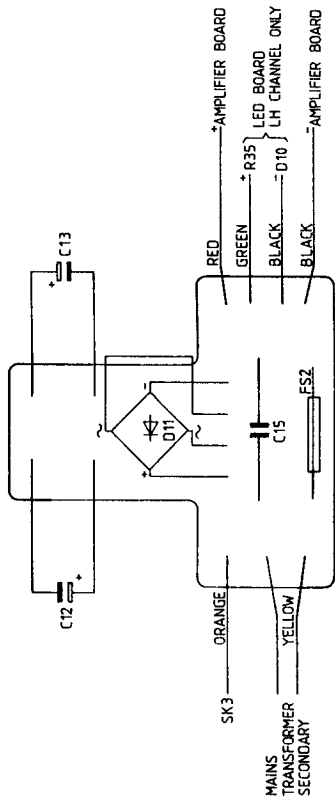 C12
+
C13
+
~
D11
~
+
-
C15
FS2
SK3
ORANGE
MAINS
TRANSFORMER
SECONDARY
YELLOW
RED
+AMPLIFIER BOARD
GREEN
+R35
LED BOARD
LH CHANNEL ONLY
BLACK
-D10
BLACK
-AMPLIFIER BOARD